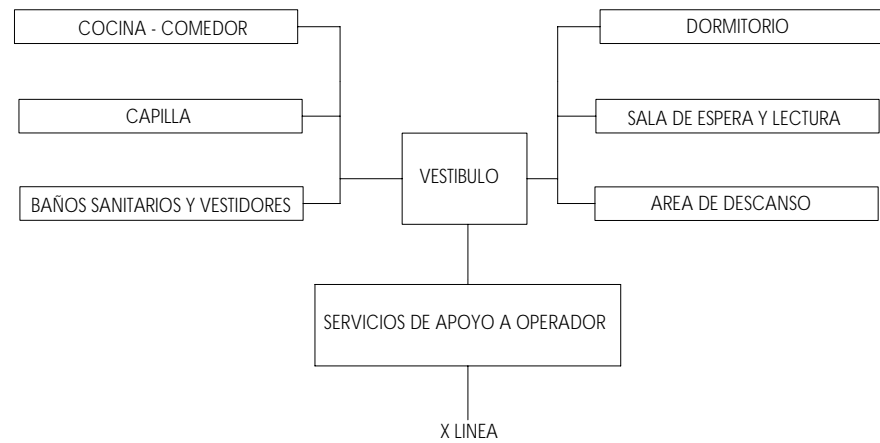 COCINA - COMEDOR
DORMITORIO
CAPILLA
SALA DE ESPERA Y LECTURA
VESTIBULO
BAÑOS SANITARIOS Y VESTIDORES
AREA DE DESCANSO
SERVICIOS DE APOYO A OPERADOR
X LINEA